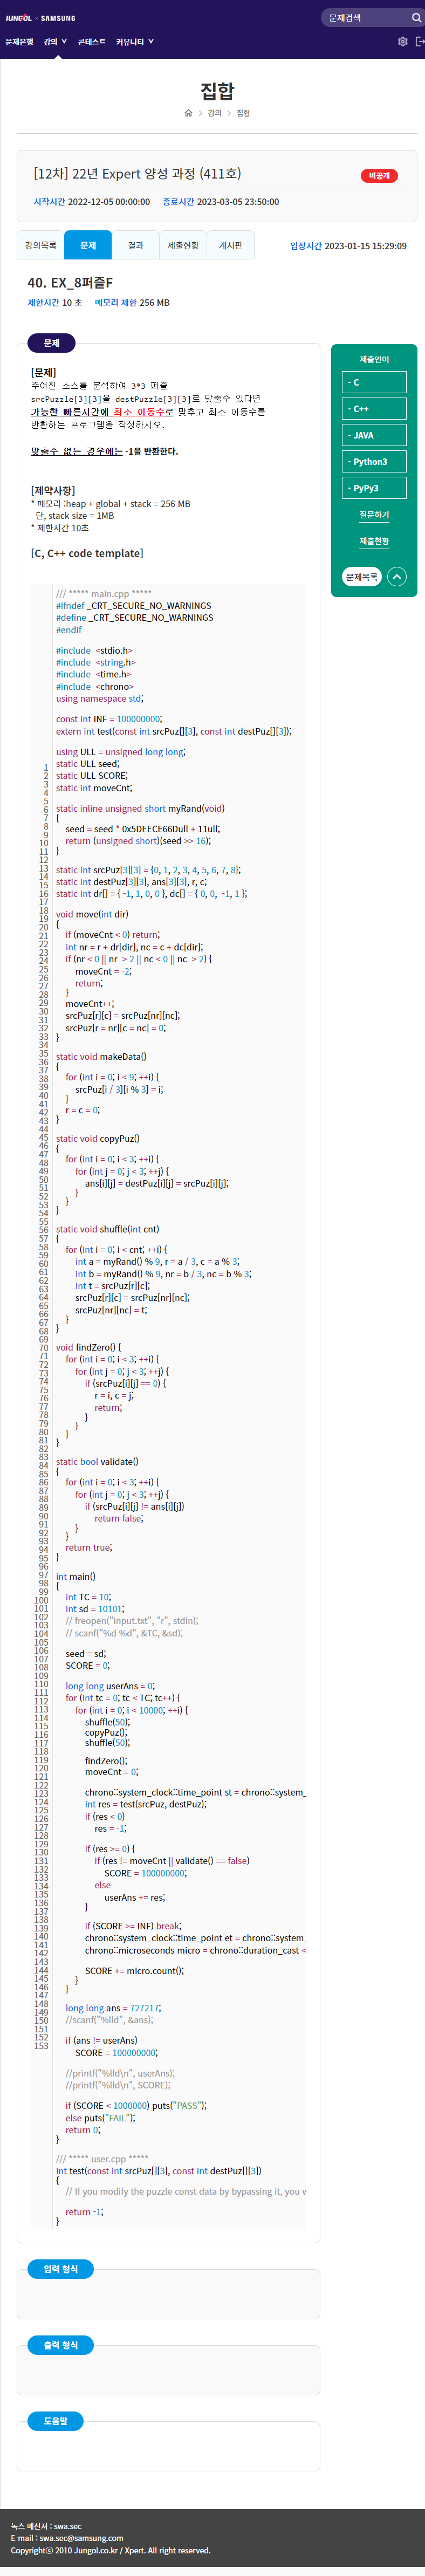 JUNGOL × SAMSUNG
문제검색
문제은행 강의 콘테스트 커뮤니티
집합
강의 집합
[12차] 22년 Expert 양성 과정 (411호)
비공개
시작시간 2022-12-05 00:00:00 종료시간 2023-03-05 23:50:00
강의목록 문제 결과 제출현황 게시판
입장시간 2023-01-15 15:29:09
40. EX_8퍼즐F
제한시간 10 초 메모리 제한 256 MB
문제
[문제]
주어진 소스를 분석하여 3*3 퍼즐
srcPuzzle[3][3]을 destPuzzle[3][3]로 맞출수 있다면
가능한 빠른시간에 최소 이동수로 맞추고 최소 이동수를
반환하는 프로그램을 작성하시오.
맞출수 없는 경우에는 -1을 반환한다.
[제약사항]
* 메모리 :heap + global + stack = 256 MB
단, stack size = 1MB
* 제한시간 10초
[C, C++ code template]
제출언어
- C
- C++
- JAVA
- Python3
- PyPy3
질문하기
제출현황
문제목록
/// ***** main.cpp *****
#ifndef _CRT_SECURE_NO_WARNINGS
#define _CRT_SECURE_NO_WARNINGS
#endif
#include <stdio.h>
#include <string.h>
#include <time.h>
#include <chrono>
using namespace std;
const int INF = 100000000;
extern int test(const int srcPuz[][3], const int destPuz[][3]);
using ULL = unsigned long long;
static ULL seed;
static ULL SCORE;
static int moveCnt;
static inline unsigned short myRand(void)
{
seed = seed * 0x5DEECE66Dull + 11ull;
return (unsigned short)(seed >> 16);
}
static int srcPuz[3][3] = {0, 1, 2, 3, 4, 5, 6, 7, 8};
static int destPuz[3][3], ans[3][3], r, c;
static int dr[] = { -1, 1, 0, 0 }, dc[] = { 0, 0, -1, 1 };
void move(int dir)
{
if (moveCnt < 0) return;
int nr = r + dr[dir], nc = c + dc[dir];
if (nr < 0 || nr > 2 || nc < 0 || nc > 2) {
moveCnt = -2;
return;
}
moveCnt++;
srcPuz[r][c] = srcPuz[nr][nc];
srcPuz[r = nr][c = nc] = 0;
}
static void makeData()
{
for (int i = 0; i < 9; ++i) {
srcPuz[i / 3][i % 3] = i;
}
r = c = 0;
}
static void copyPuz()
{
for (int i = 0; i < 3; ++i) {
for (int j = 0; j < 3; ++j) {
ans[i][j] = destPuz[i][j] = srcPuz[i][j];
}
}
}
static void shuffle(int cnt)
{
for (int i = 0; i < cnt; ++i) {
int a = myRand() % 9, r = a / 3, c = a % 3;
int b = myRand() % 9, nr = b / 3, nc = b % 3;
int t = srcPuz[r][c];
srcPuz[r][c] = srcPuz[nr][nc];
srcPuz[nr][nc] = t;
}
}
void findZero() {
for (int i = 0; i < 3; ++i) {
for (int j = 0; j < 3; ++j) {
if (srcPuz[i][j] == 0) {
r = i, c = j;
return;
}
}
}
}
static bool validate()
{
for (int i = 0; i < 3; ++i) {
for (int j = 0; j < 3; ++j) {
if (srcPuz[i][j] != ans[i][j])
return false;
}
}
return true;
}
int main()
{
int TC = 10;
int sd = 10101;
// freopen("input.txt", "r", stdin);
// scanf("%d %d", &TC, &sd);
seed = sd;
SCORE = 0;
long long userAns = 0;
for (int tc = 0; tc < TC; tc++) {
for (int i = 0; i < 10000; ++i) {
shuffle(50);
copyPuz();
shuffle(50);
findZero();
moveCnt = 0;
chrono::system_clock::time_point st = chrono::system_
int res = test(srcPuz, destPuz);
if (res < 0)
res = -1;
if (res >= 0) {
if (res != moveCnt || validate() == false)
SCORE = 100000000;
else
userAns += res;
}
if (SCORE >= INF) break;
chrono::system_clock::time_point et = chrono::system_
chrono::microseconds micro = chrono::duration_cast <
SCORE += micro.count();
}
}
long long ans = 727217;
//scanf("%lld", &ans);
if (ans != userAns)
SCORE = 100000000;
//printf("%lld\n", userAns);
//printf("%lld\n", SCORE);
if (SCORE < 1000000) puts("PASS");
else puts("FAIL");
return 0;
}
/// ***** user.cpp *****
int test(const int srcPuz[][3], const int destPuz[][3])
{
// If you modify the puzzle const data by bypassing it, you w
return -1;
}
입력 형식
출력 형식
도움말
녹스 메신저 : swa.sec
E-mail : swa.sec@samsung.com
Copyrightⓒ 2010 Jungol.co.kr / Xpert. All right reserved.